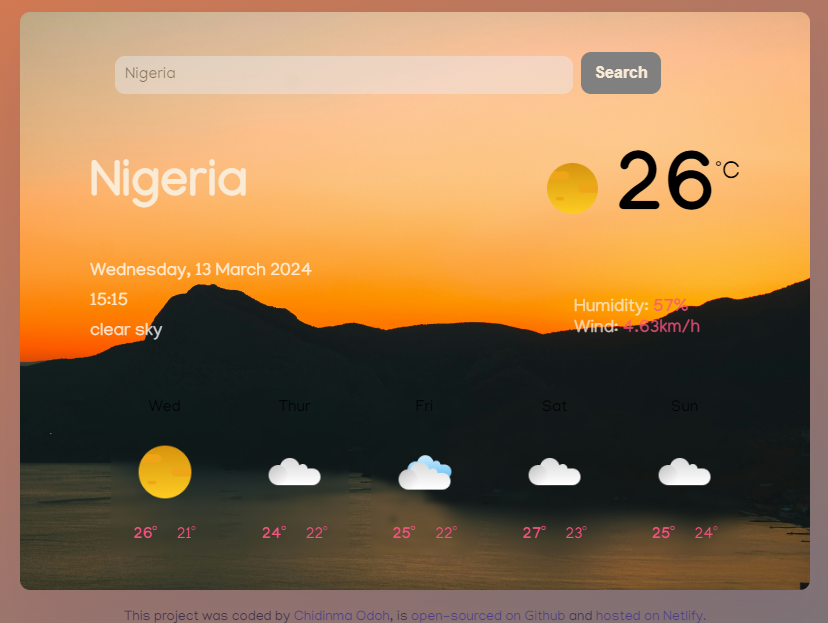 Nigeria
Search
Nigeria
26°C
Wednesday, 13 March 2024
15:15
clear sky
Humidity: 57%
Wind: 4.63km/h
Wed Thur Fri Sat Sun
26° 21° 24° 22° 25° 22° 27° 23° 25° 24°
This project was coded by Chidinma Odoh, is open-sourced on Github and hosted on Netlify.